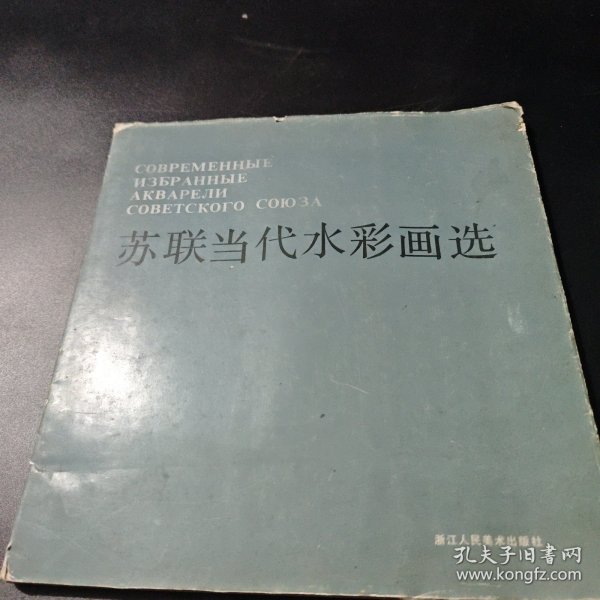 СОВРЕМЕННЫЕ
ИЗБРАННЫЕ
АКВАРЕЛИ
СОВЕТСКОГО СОЮЗА
苏联当代水彩画选
浙江人民美术出版社
孔夫子旧书网
www.kongfz.com